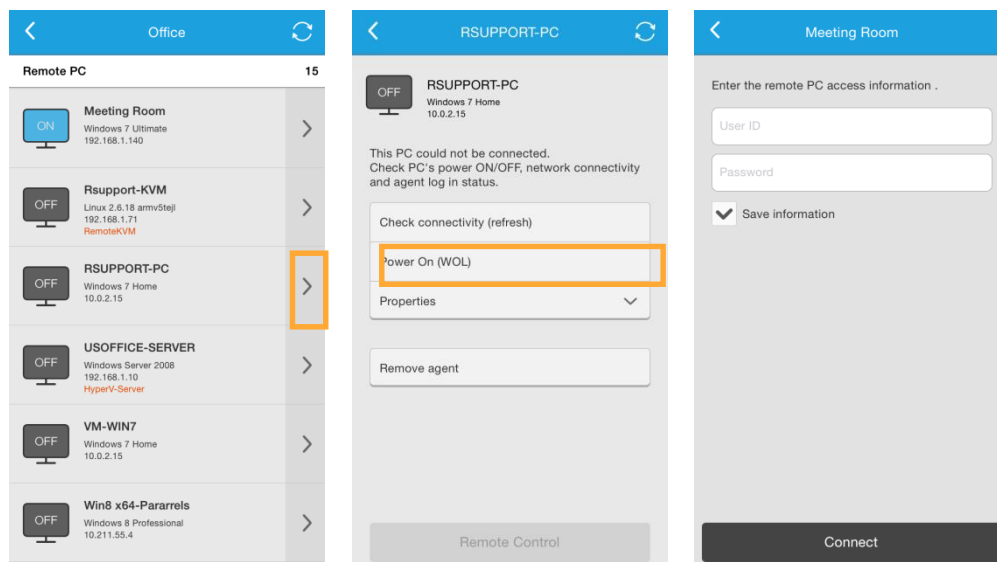 Office
Remote PC 15
ON
Meeting Room
Windows 7 Ultimate
192.168.1.140
OFF
Rsupport-KVM
Linux 2.6.18 armv5tejl
192.168.1.71
RemoteKVM
OFF
RSUPPORT-PC
Windows 7 Home
10.0.2.15
OFF
USOFFICE-SERVER
Windows Server 2008
192.168.1.10
HyperV-Server
OFF
VM-WIN7
Windows 7 Home
10.0.2.15
OFF
Win8 x64-Pararrels
Windows 8 Professional
10.211.55.4
RSUPPORT-PC
OFF
RSUPPORT-PC
Windows 7 Home
10.0.2.15
This PC could not be connected.
Check PC's power ON/OFF, network connectivity
and agent log in status.
Check connectivity (refresh)
Power On (WOL)
Properties
Remove agent
Remote Control
Meeting Room
Enter the remote PC access information .
User ID
Password
Save information
Connect